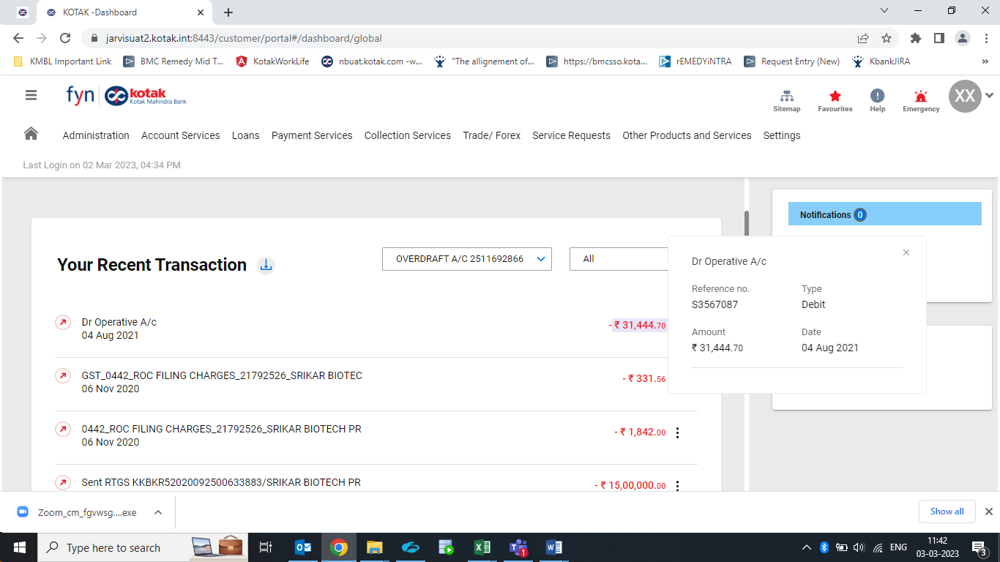 KOTAK -Dashboard
jarvisuat2.kotak.int:8443/customer/portal#/dashboard/global
KMBL Important Link
BMC Remedy Mid T...
KotakWorkLife
nbuat.kotak.com -w...
"The allignement of...
https://bmcsso.kota...
rEMEDYiNTRA
Request Entry (New)
KbankJIRA
»
fyn
kotak
Kotak Mahindra Bank
Sitemap
Favourites
Help
Emergency
XX
Administration
Account Services
Loans
Payment Services
Collection Services
Trade/ Forex
Service Requests
Other Products and Services
Settings
Last Login on 02 Mar 2023, 04:34 PM
Notifications 0
Your Recent Transaction
OVERDRAFT A/C 2511692866
All
Dr Operative A/c
04 Aug 2021
- ₹ 31,444.70
GST_0442_ROC FILING CHARGES_21792526_SRIKAR BIOTEC
06 Nov 2020
- ₹ 331.56
0442_ROC FILING CHARGES_21792526_SRIKAR BIOTECH PR
06 Nov 2020
- ₹ 1,842.00
Sent RTGS KKBKR52020092500633883/SRIKAR BIOTECH PR
- ₹ 15,00,000.00
Dr Operative A/c
Reference no.
S3567087
Type
Debit
Amount
₹ 31,444.70
Date
04 Aug 2021
Zoom_cm_fgvwsg....exe
Show all
Type here to search
1
ENG
11:42
03-03-2023
3